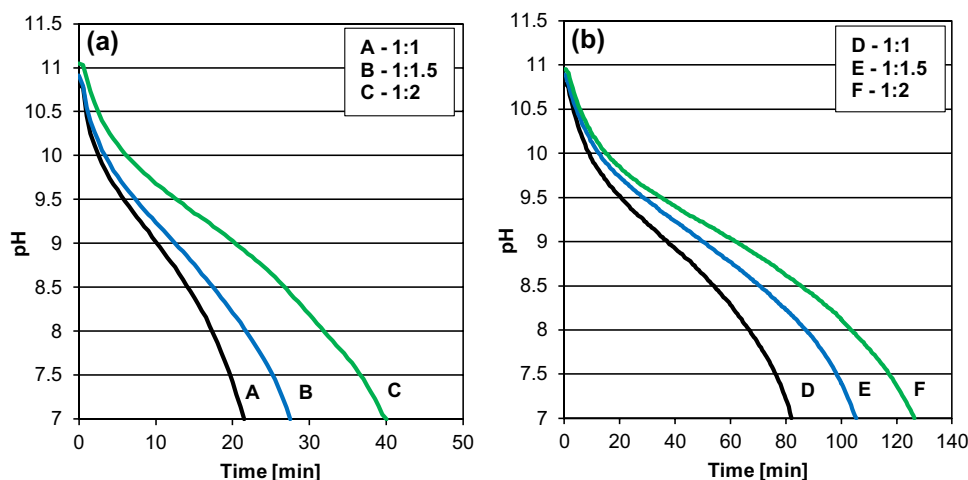 (a)
A - 1:1
B - 1:1.5
C - 1:2
11.5
11
10.5
10
9.5
9
8.5
8
7.5
7
pH
A
B
C
0 10 20 30 40 50
Time [min]
(b)
D - 1:1
E - 1:1.5
F - 1:2
11.5
11
10.5
10
9.5
9
8.5
8
7.5
7
pH
D
E
F
0 20 40 60 80 100 120 140
Time [min]